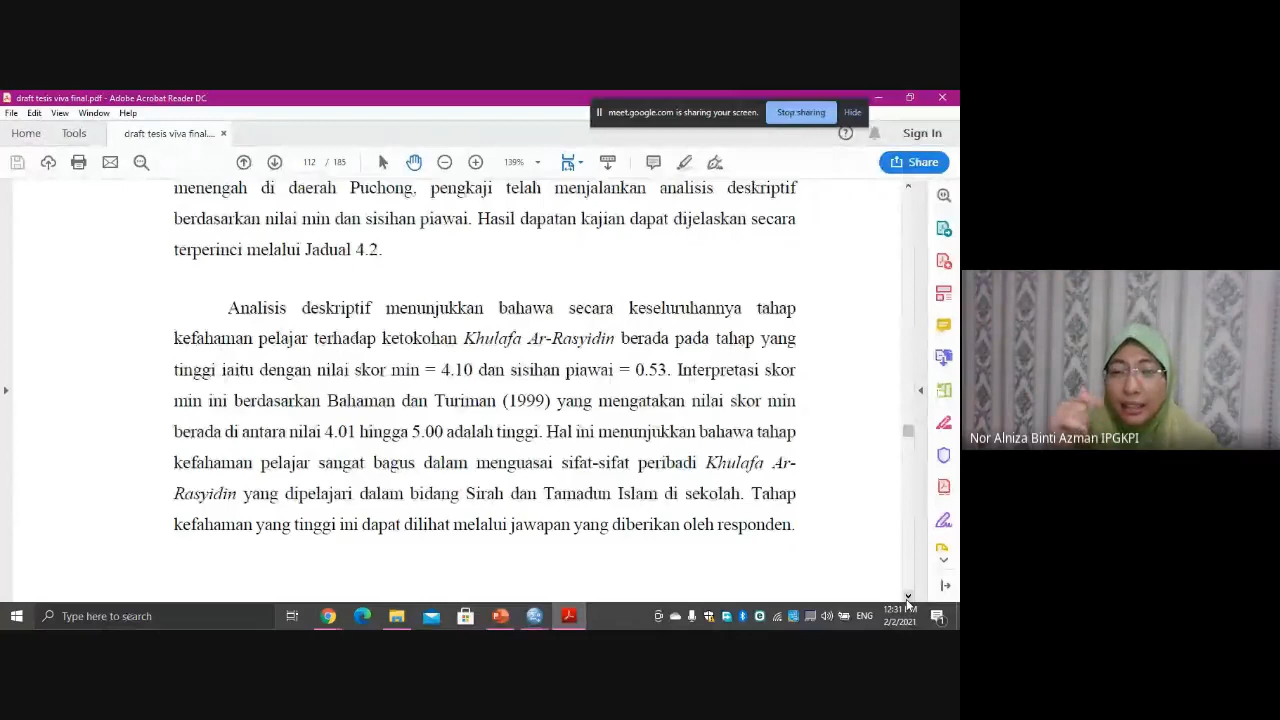 draft tesis viva final.pdf - Adobe Acrobat Reader DC
File Edit View Window Help
meet.google.com is sharing your screen. Stop sharing Hide
Home Tools draft tesis viva final.... × Sign In
112 / 185 139% Share
menengah di daerah Puchong, pengkaji telah menjalankan analisis deskriptif
berdasarkan nilai min dan sisihan piawai. Hasil dapatan kajian dapat dijelaskan secara
terperinci melalui Jadual 4.2.
Analisis deskriptif menunjukkan bahawa secara keseluruhannya tahap
kefahaman pelajar terhadap ketokohan Khulafa Ar-Rasyidin berada pada tahap yang
tinggi iaitu dengan nilai skor min = 4.10 dan sisihan piawai = 0.53. Interpretasi skor
min ini berdasarkan Bahaman dan Turiman (1999) yang mengatakan nilai skor min
berada di antara nilai 4.01 hingga 5.00 adalah tinggi. Hal ini menunjukkan bahawa tahap
kefahaman pelajar sangat bagus dalam menguasai sifat-sifat peribadi Khulafa Ar-
Rasyidin yang dipelajari dalam bidang Sirah dan Tamadun Islam di sekolah. Tahap
kefahaman yang tinggi ini dapat dilihat melalui jawapan yang diberikan oleh responden.
Nor Alniza Binti Azman IPGKPI
Type here to search
ENG
12:31 PM
2/2/2021